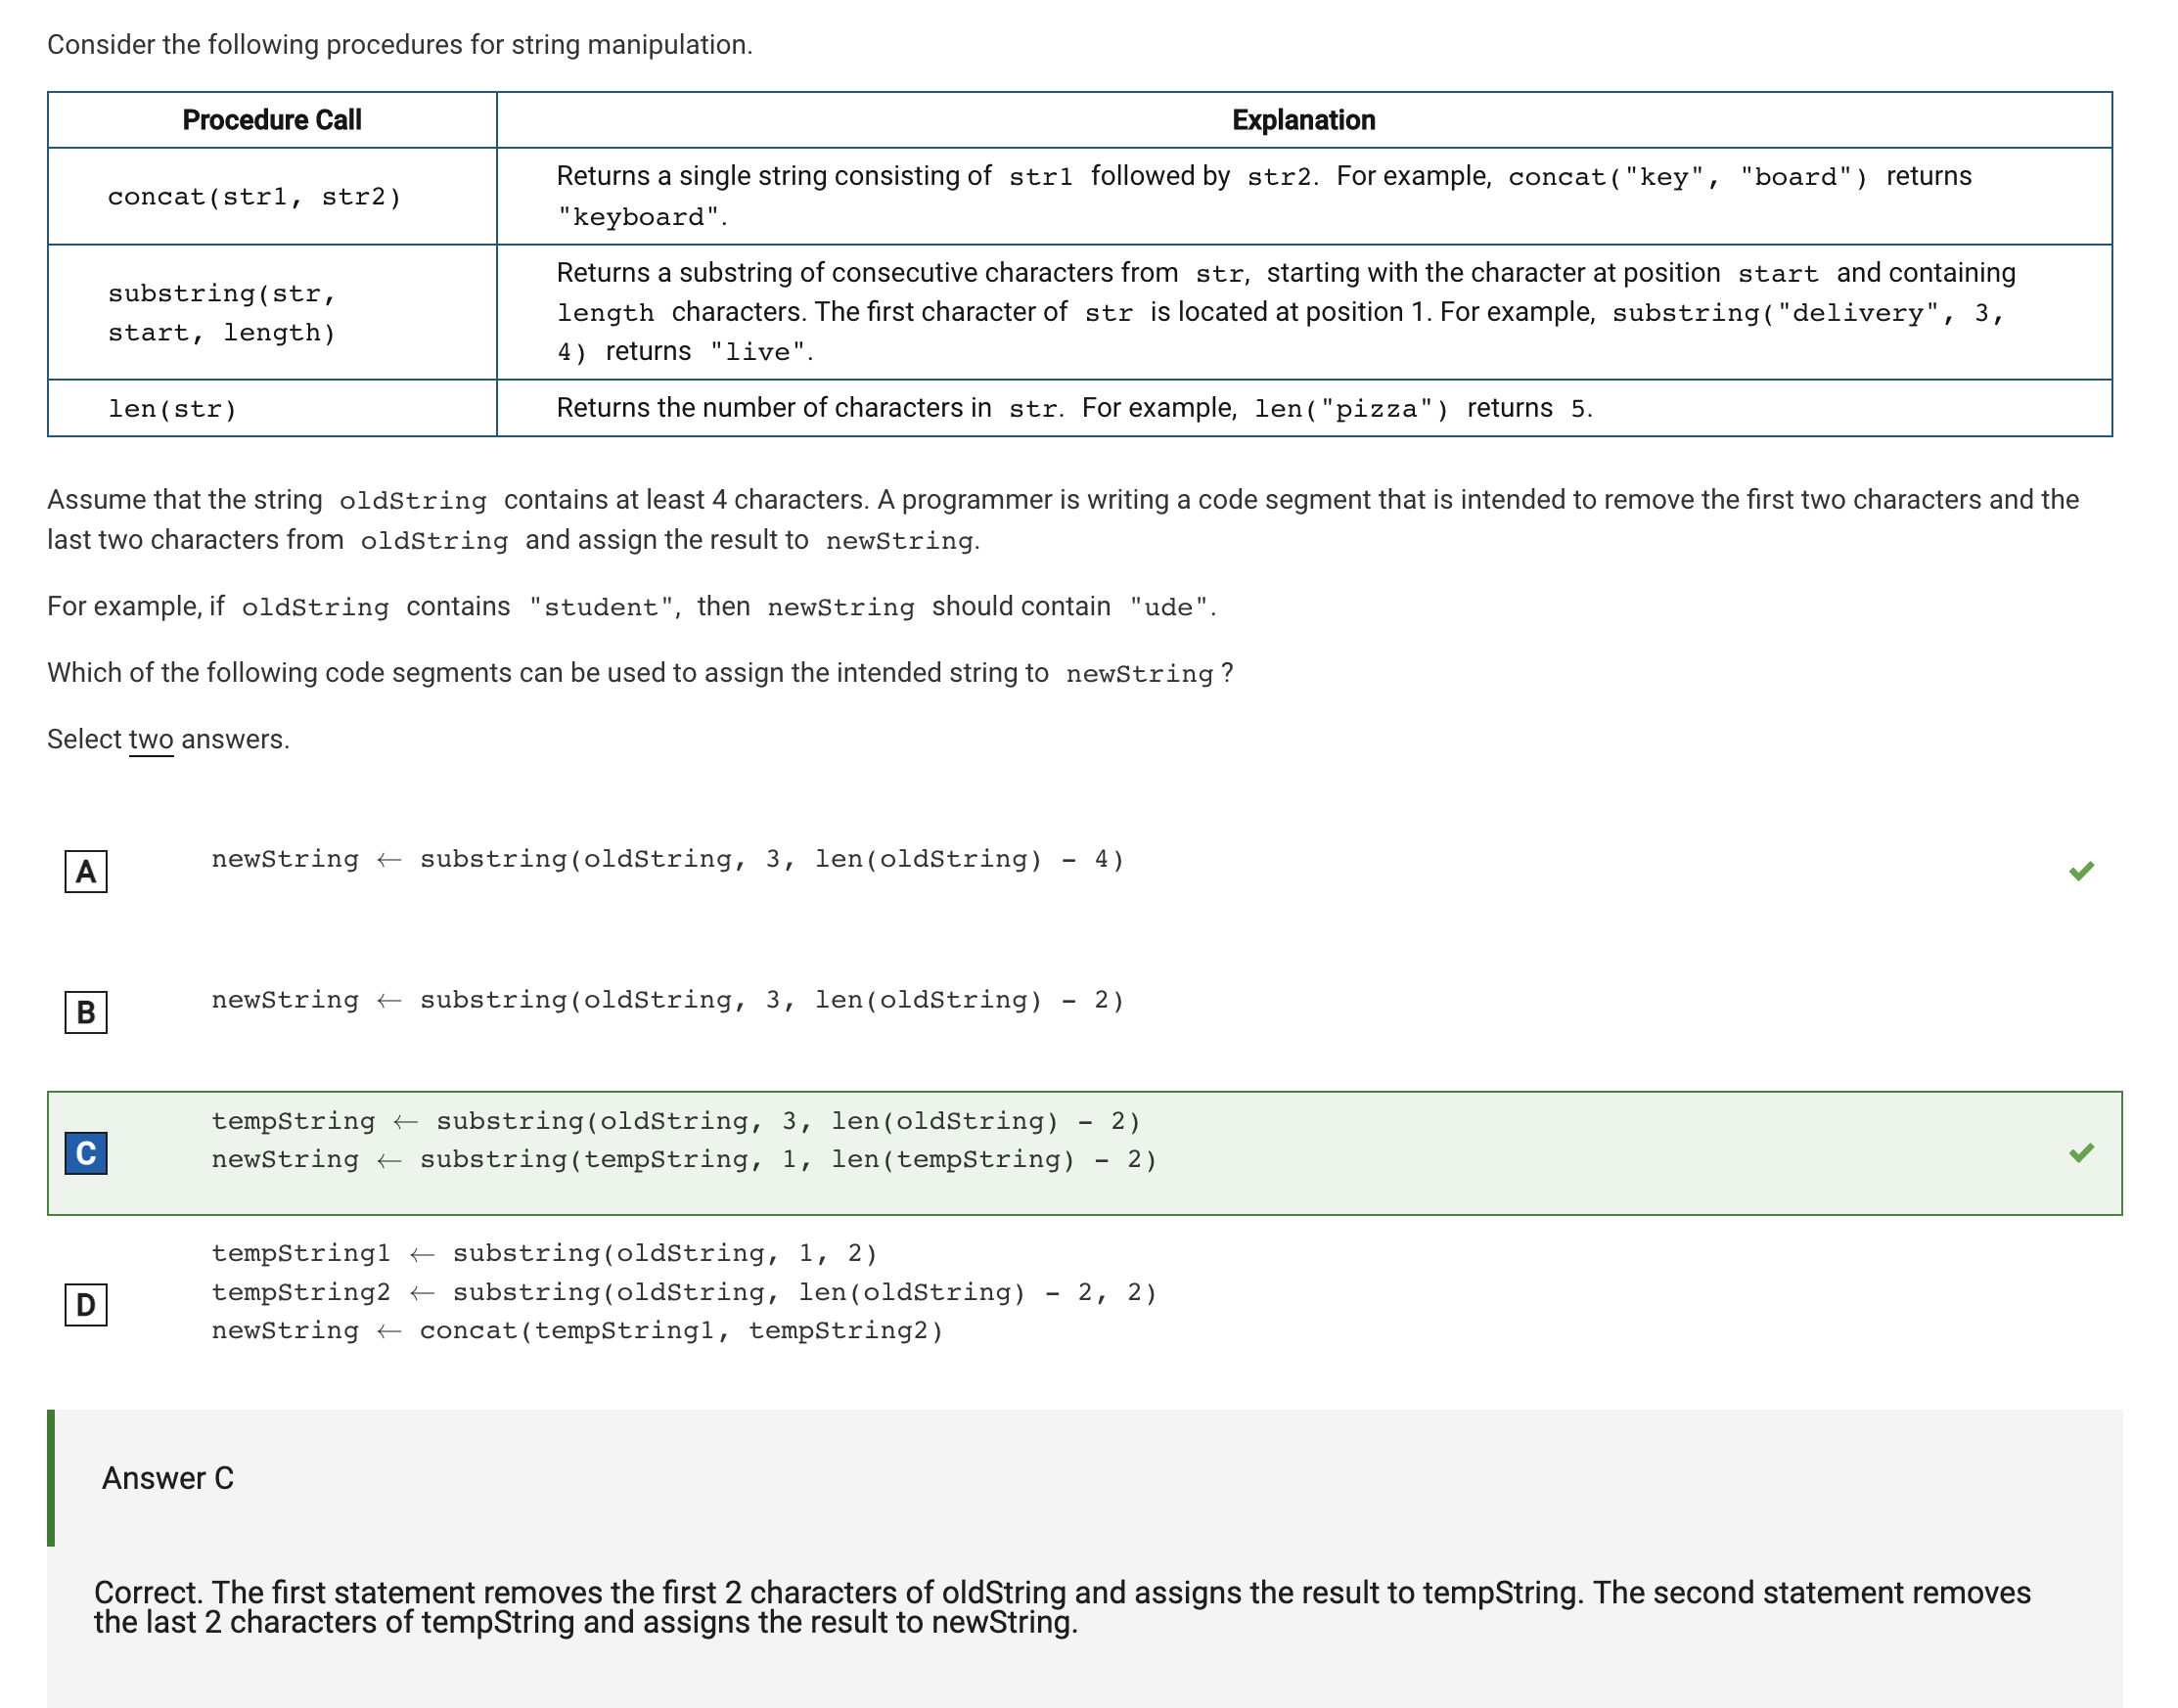 Consider the following procedures for string manipulation.
Procedure Call
Explanation
concat(str1, str2)
Returns a single string consisting of str1 followed by str2. For example, concat("key", "board") returns
"keyboard".
substring(str,
start, length)
Returns a substring of consecutive characters from str, starting with the character at position start and containing
length characters. The first character of str is located at position 1. For example, substring("delivery", 3,
4) returns "live".
len(str)
Returns the number of characters in str. For example, len("pizza") returns 5.
Assume that the string oldString contains at least 4 characters. A programmer is writing a code segment that is intended to remove the first two characters and the
last two characters from oldString and assign the result to newString.
For example, if oldString contains "student", then newString should contain "ude".
Which of the following code segments can be used to assign the intended string to newString ?
Select two answers.
A
newString ← substring(oldString, 3, len(oldString) - 4)
B
newString ← substring(oldString, 3, len(oldString) - 2)
C
tempString ← substring(oldString, 3, len(oldString) - 2)
newString ← substring(tempString, 1, len(tempString) - 2)
D
tempString1 ← substring(oldString, 1, 2)
tempString2 ← substring(oldString, len(oldString) - 2, 2)
newString ← concat(tempString1, tempString2)
Answer C
Correct. The first statement removes the first 2 characters of oldString and assigns the result to tempString. The second statement removes
the last 2 characters of tempString and assigns the result to newString.